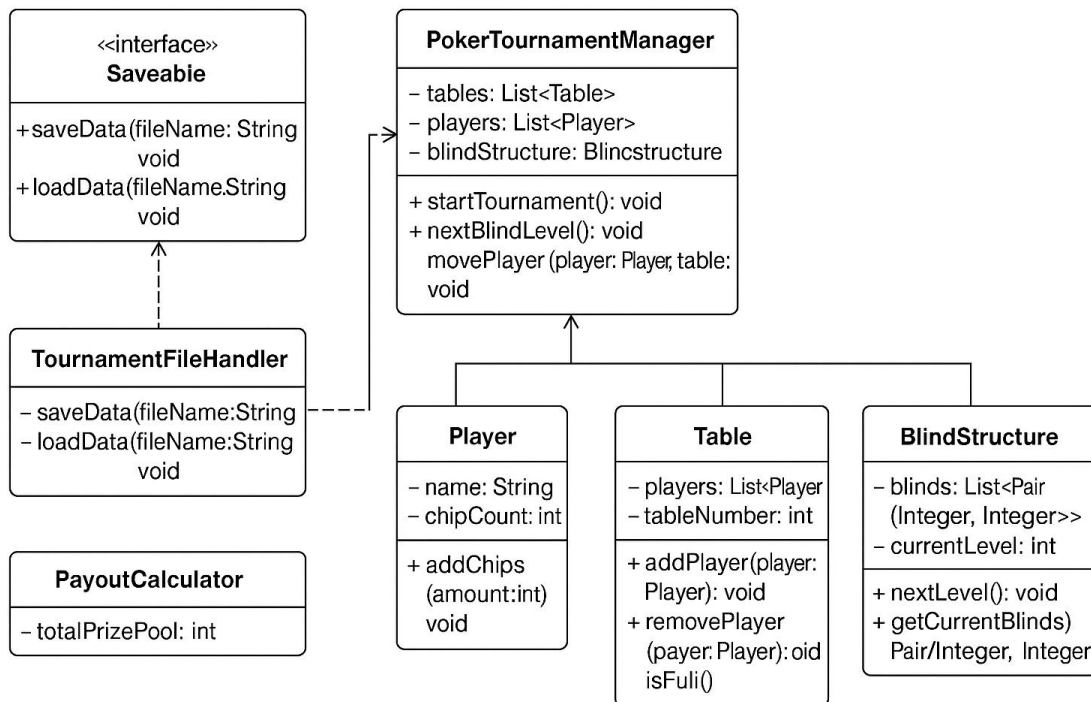 «interface»
Saveabie
+saveData(fileName: String
void
+loadData(fileName.String
void
PokerTournamentManager
– tables: List<Table>
– players: List<Player>
– blindStructure: Blincstructure
+ startTournament(): void
+ nextBlindLevel(): void
movePlayer (player: Player, table:
void
TournamentFileHandler
– saveData(fileName:String
– loadData(fileName:String
void
PayoutCalculator
– totalPrizePool: int
Player
– name: String
– chipCount: int
+ addChips
(amount:int)
void
Table
– players: List<Player
– tableNumber: int
+ addPlayer(player:
Player): void
+ removePlayer
(payer: Player): oid
isFuli()
BlindStructure
– blinds: List<Pair
(Integer, Integer>>
– currentLevel: int
+ nextLevel(): void
+ getCurrentBlinds)
Pair/Integer, Integer